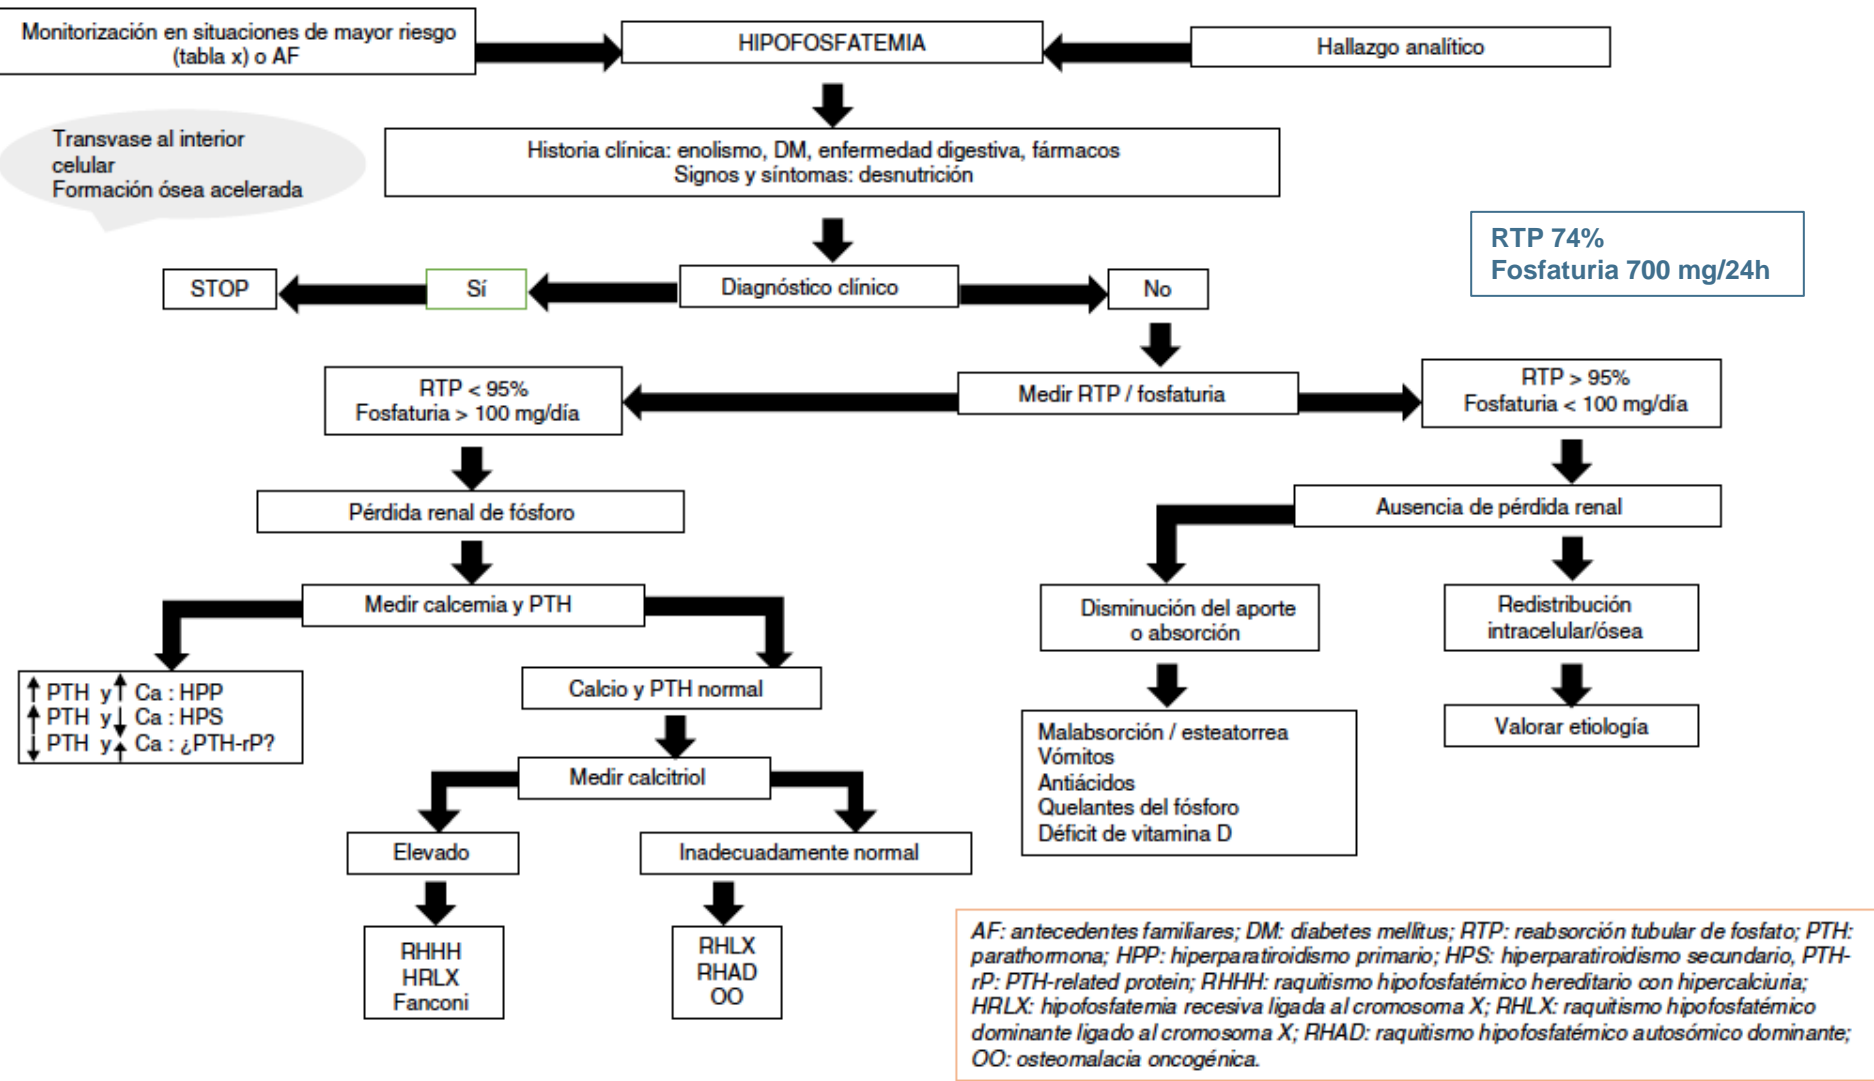 Monitorización en situaciones de mayor riesgo
(tabla x) o AF
HIPOFOSFATEMIA
Hallazgo analítico
Transvase al interior
celular
Formación ósea acelerada
Historia clínica: enolismo, DM, enfermedad digestiva, fármacos
Signos y síntomas: desnutrición
RTP 74%
Fosfaturia 700 mg/24h
STOP
Sí
Diagnóstico clínico
No
RTP < 95%
Fosfaturia > 100 mg/día
Medir RTP / fosfaturia
RTP > 95%
Fosfaturia < 100 mg/día
Pérdida renal de fósforo
Ausencia de pérdida renal
Medir calcemia y PTH
Disminución del aporte
o absorción
Redistribución
intracelular/ósea
↑ PTH y ↑ Ca : HPP
↑ PTH y ↓ Ca : HPS
↓ PTH y ↑ Ca : ¿PTH-rP?
Calcio y PTH normal
Malabsorción / esteatorrea
Vómitos
Antiácidos
Quelantes del fósforo
Déficit de vitamina D
Valorar etiología
Medir calcitriol
Elevado
Inadecuadamente normal
RHHH
HRLX
Fanconi
RHLX
RHAD
OO
AF: antecedentes familiares; DM: diabetes mellitus; RTP: reabsorción tubular de fosfato; PTH:
parathormona; HPP: hiperparatiroidismo primario; HPS: hiperparatiroidismo secundario, PTH-
rP: PTH-related protein; RHHH: raquitismo hipofosfatémico hereditario con hipercalciuria;
HRLX: hipofosfatemia recesiva ligada al cromosoma X; RHLX: raquitismo hipofosfatémico
dominante ligado al cromosoma X; RHAD: raquitismo hipofosfatémico autosómico dominante;
OO: osteomalacia oncogénica.